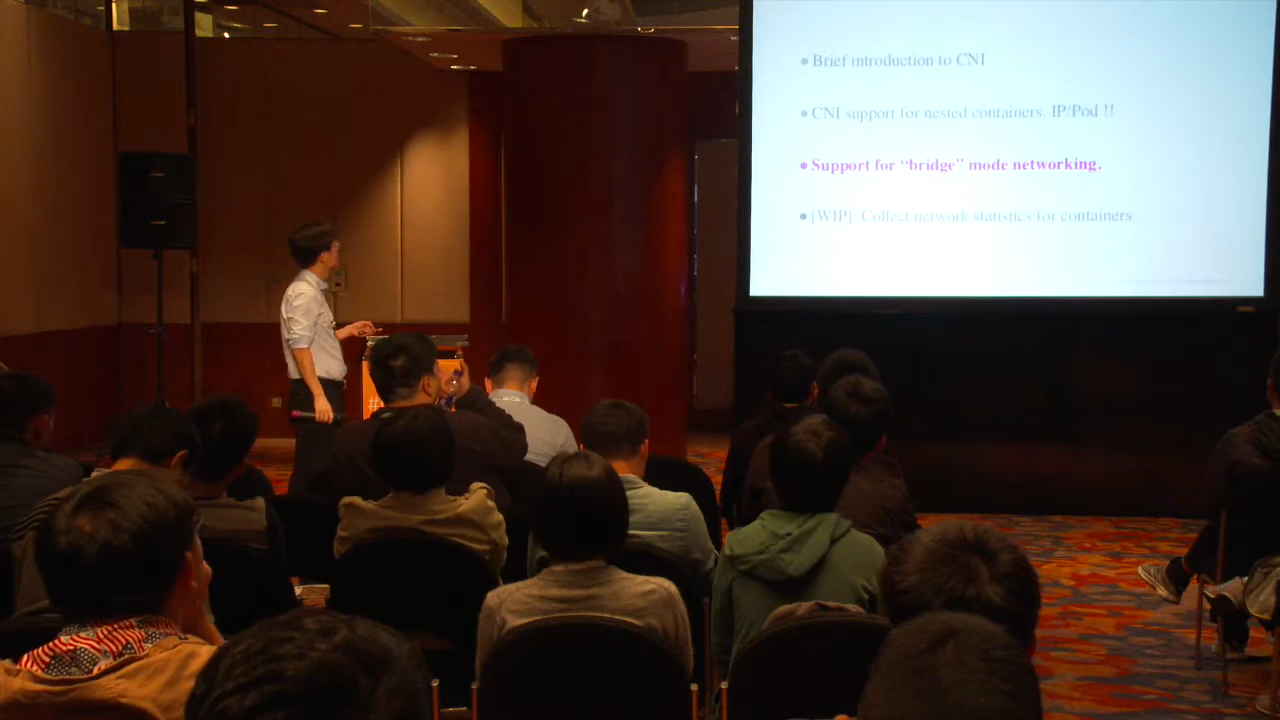 ● Brief introduction to CNI
● CNI support for nested containers. IP/Pod !!
● Support for “bridge” mode networking.
● [WIP]: Collect network statistics for containers
#